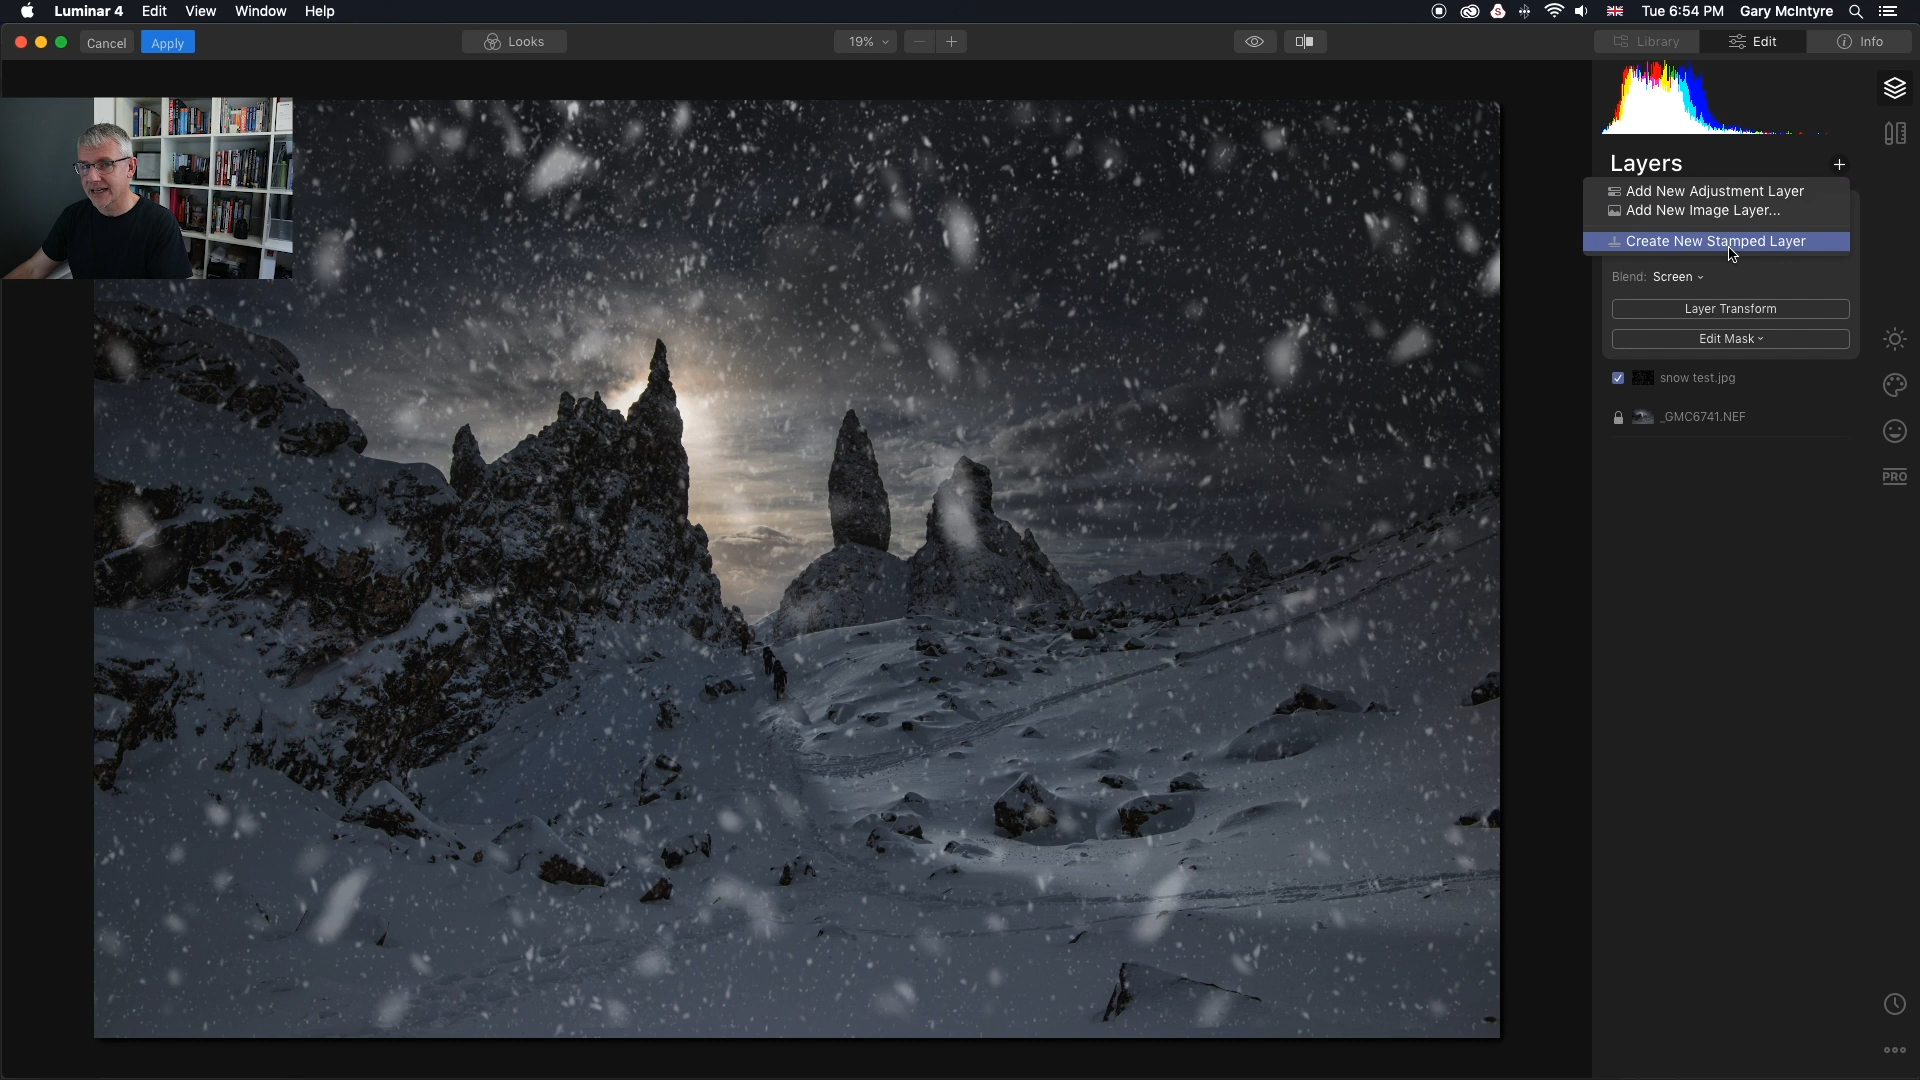 Luminar 4 Edit View Window Help
Tue 6:54 PM Gary McIntyre
Cancel Apply Looks 19% Library Edit Info
Layers
Add New Adjustment Layer
Add New Image Layer...
Create New Stamped Layer
Blend: Screen
Layer Transform
Edit Mask
snow test.jpg
_GMC6741.NEF
PRO